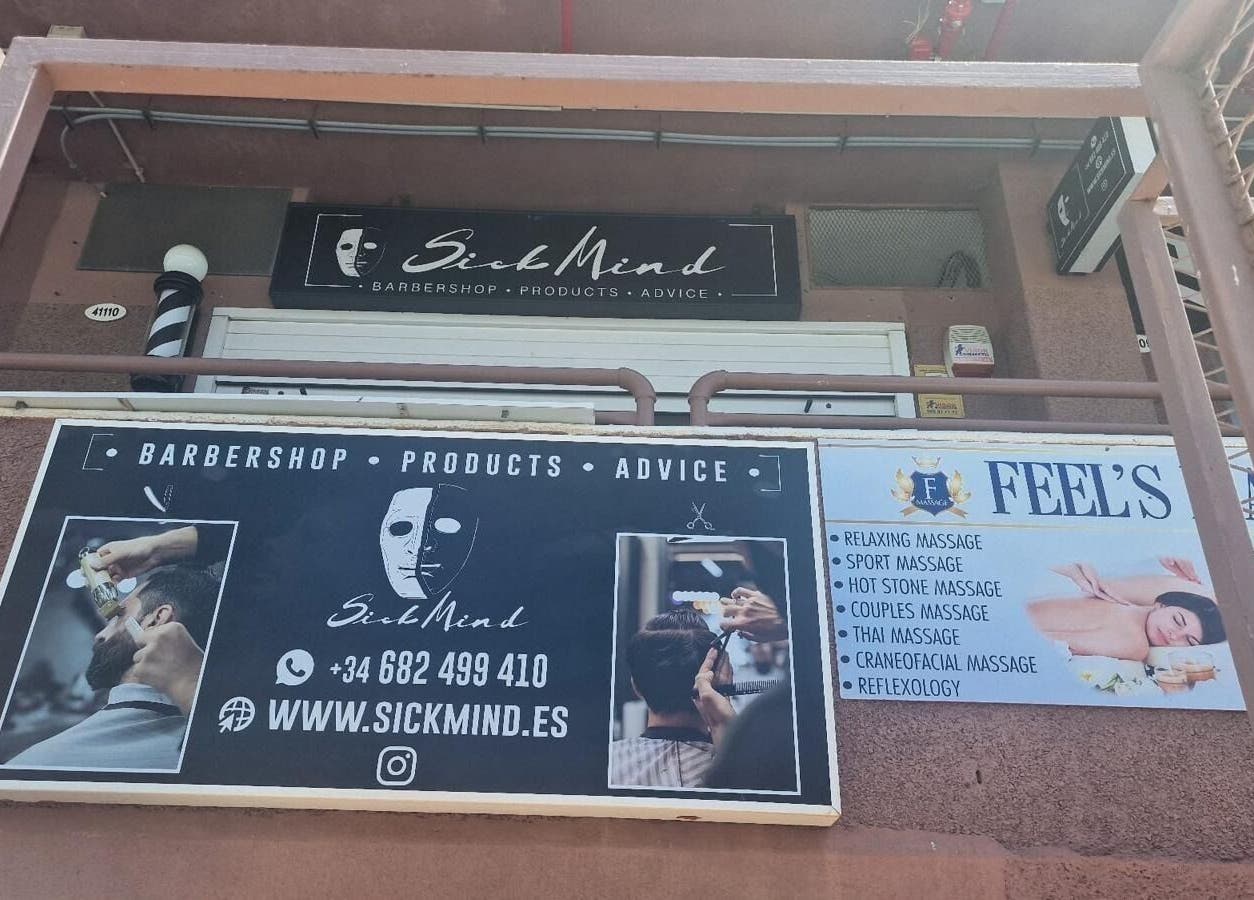 SickMind
• BARBERSHOP • PRODUCTS • ADVICE •
41110
• BARBERSHOP • PRODUCTS • ADVICE •
SickMind
+34 682 499 410
WWW.SICKMIND.ES
F
MASSAGE
FEEL'S
• RELAXING MASSAGE
• SPORT MASSAGE
• HOT STONE MASSAGE
• COUPLES MASSAGE
• THAI MASSAGE
• CRANEOFACIAL MASSAGE
• REFLEXOLOGY